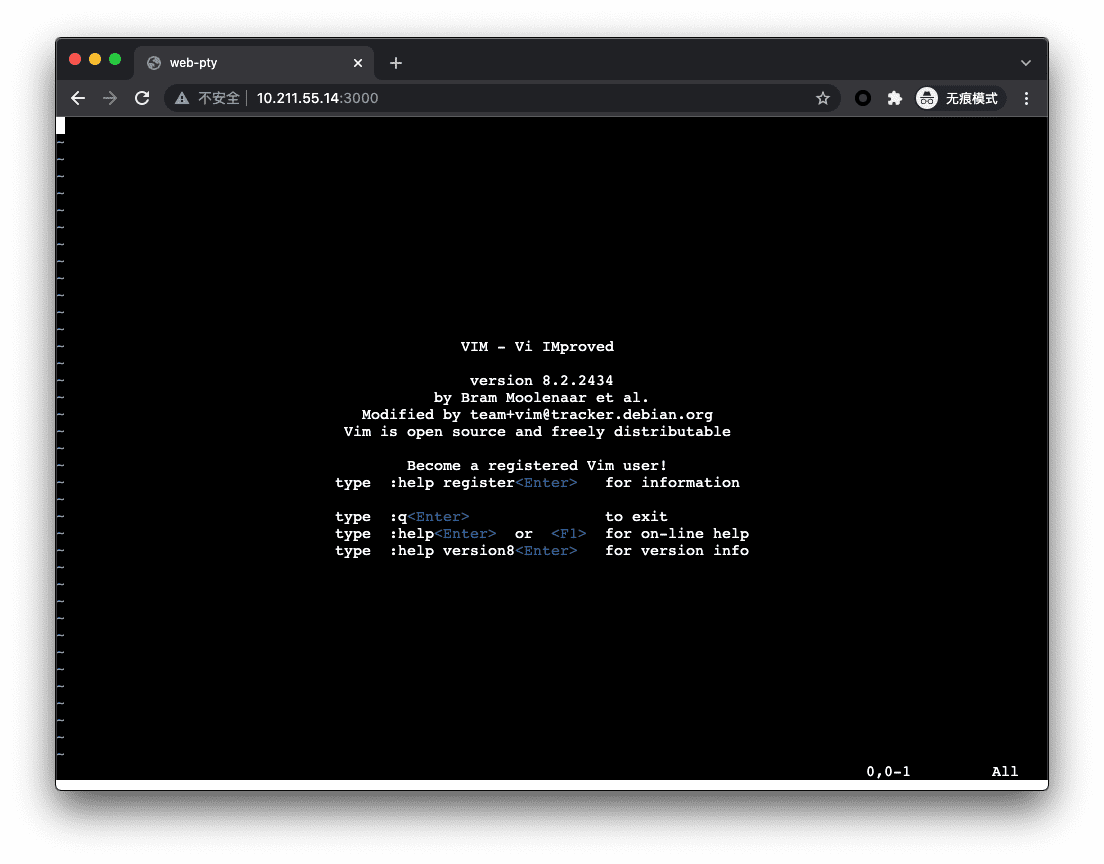 web-pty
不安全 10.211.55.14:3000 无痕模式
~
~
~
~
~
~
~
~
~
~
~
~
~ VIM - Vi IMproved
~
~ version 8.2.2434
~ by Bram Moolenaar et al.
~ Modified by team+vim@tracker.debian.org
~ Vim is open source and freely distributable
~
~ Become a registered Vim user!
~ type :help register<Enter> for information
~
~ type :q<Enter> to exit
~ type :help<Enter> or <F1> for on-line help
~ type :help version8<Enter> for version info
~
~
~
~
~
~
~
~
~
~
~
~
0,0-1 All